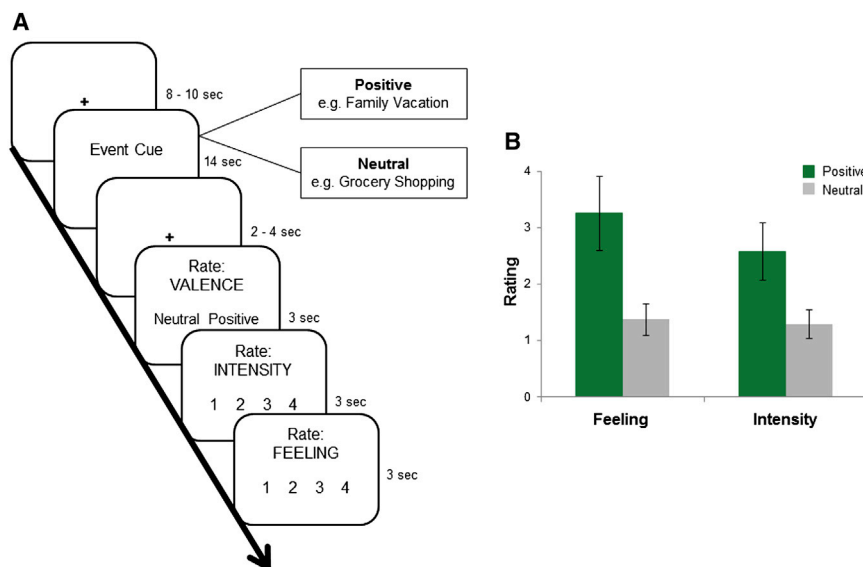 A
+
8 - 10 sec
Event Cue
14 sec
Positive
e.g. Family Vacation
Neutral
e.g. Grocery Shopping
+
2 - 4 sec
Rate:
VALENCE
Neutral Positive
3 sec
Rate:
INTENSITY
1 2 3 4
3 sec
Rate:
FEELING
1 2 3 4
3 sec
B
Positive
Neutral
Rating
4
3
2
1
0
Feeling
Intensity